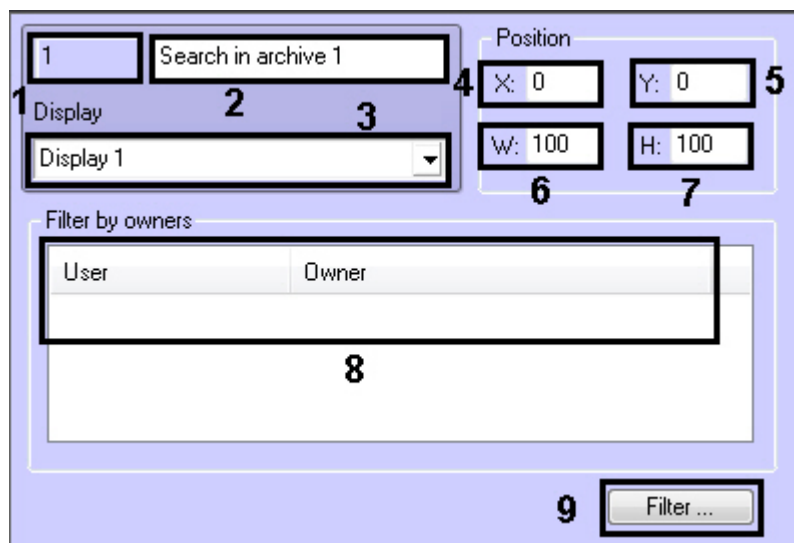 1 Search in archive 1
1 2
Display 3
Display 1
Position
4 X: 0 Y: 0 5
W: 100 H: 100
6 7
Filter by owners
User Owner
8
9 Filter ...